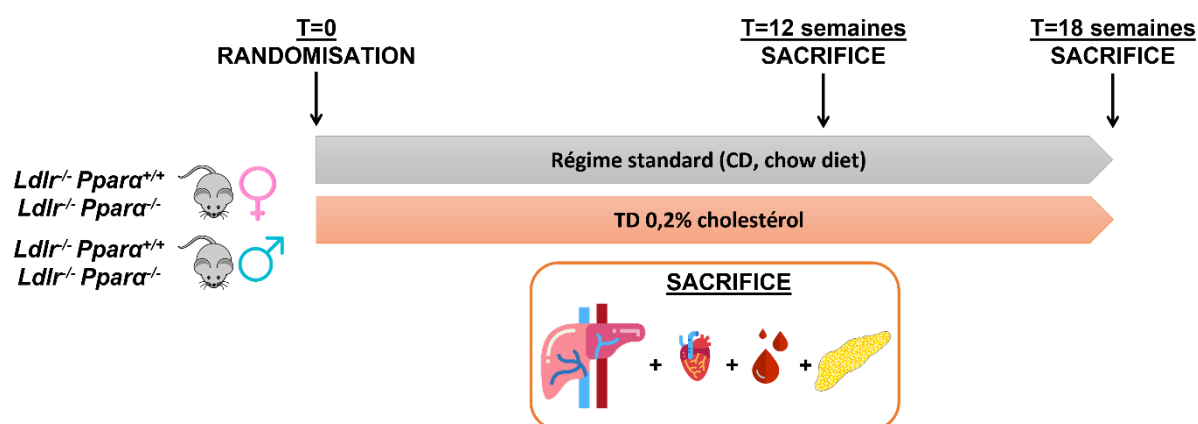 T=0
RANDOMISATION
T=12 semaines
SACRIFICE
T=18 semaines
SACRIFICE
Régime standard (CD, chow diet)
TD 0,2% cholestérol
Ldlr-/- Pparα+/+
Ldlr-/- Pparα-/-
Ldlr-/- Pparα+/+
Ldlr-/- Pparα-/-
SACRIFICE
+ + +